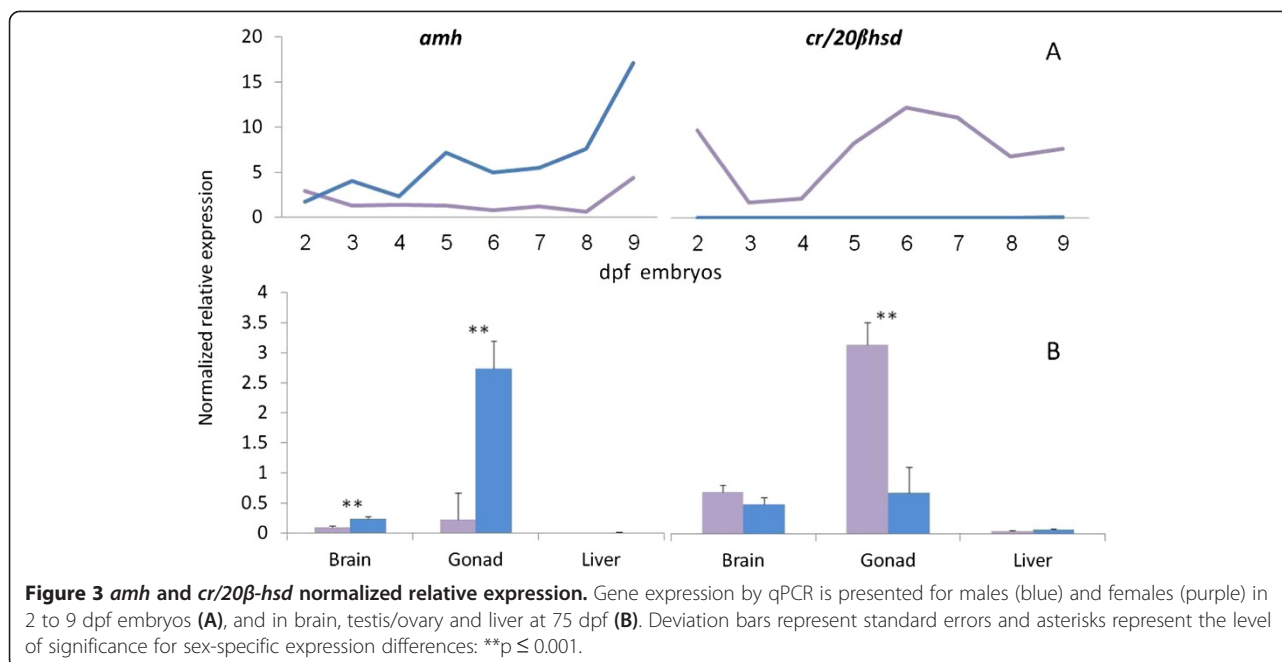 amh cr/20βhsd A
20
15
10
5
0
2 3 4 5 6 7 8 9 2 3 4 5 6 7 8 9
dpf embryos
Normalized relative expression
4
3.5
3
2.5
2
1.5
1
0.5
0
** ** ** B
Brain Gonad Liver Brain Gonad Liver
Figure 3 amh and cr/20β-hsd normalized relative expression. Gene expression by qPCR is presented for males (blue) and females (purple) in
2 to 9 dpf embryos (A), and in brain, testis/ovary and liver at 75 dpf (B). Deviation bars represent standard errors and asterisks represent the level
of significance for sex-specific expression differences: **p ≤ 0.001.